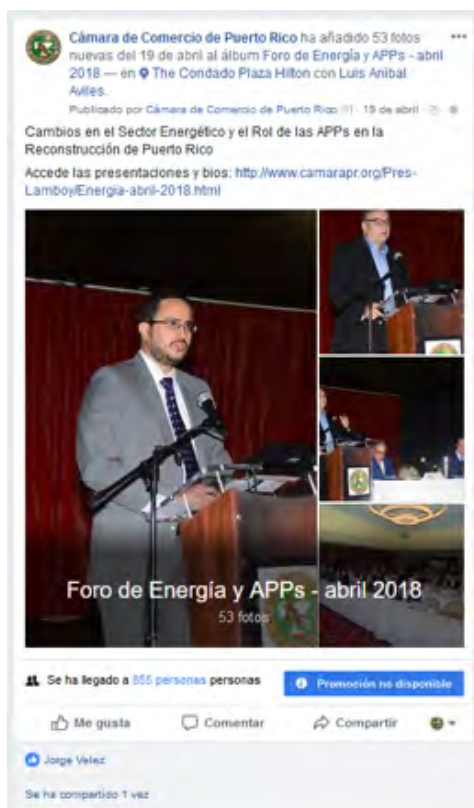 Cámara de Comercio de Puerto Rico ha añadido 53 fotos
nuevas del 19 de abril al álbum Foro de Energía y APPs - abril
2018 — en The Condado Plaza Hilton con Luis Anibal
Aviles.
Publicado por Cámara de Comercio de Puerto Rico · 19 de abril ·
Cambios en el Sector Energético y el Rol de las APPs en la
Reconstrucción de Puerto Rico
Accede las presentaciones y bios: http://www.camarapr.org/Pres-
Lamboy/Energia-abril-2018.html
Foro de Energía y APPs - abril 2018
53 fotos
Se ha llegado a 855 personas personas
Promoción no disponible
Me gusta
Comentar
Compartir
Jorge Velez
Se ha compartido 1 vez